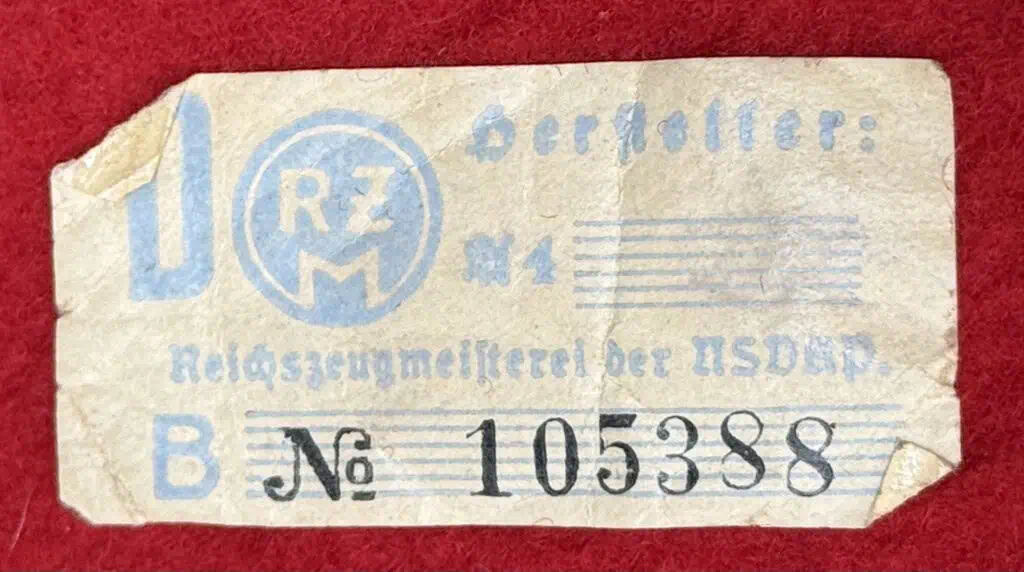 D RZM Hersteller:
M4
Reichszeugmeisterei der NSDAP.
B № 105388